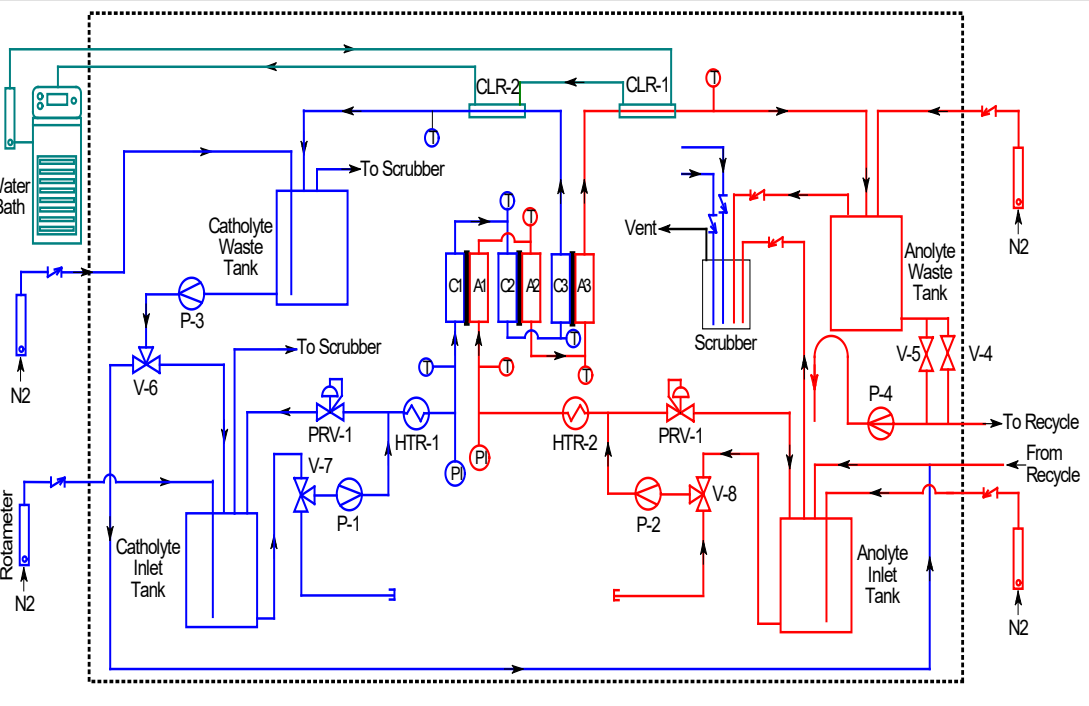 CLR-2
CLR-1
T
T
Water
Bath
To Scrubber
Catholyte
Waste
Tank
T
T
Vent
N2
Anolyte
Waste
Tank
C1
A1
C2
A2
C3
A3
P-3
Scrubber
T
N2
V-6
To Scrubber
T
T
T
V-5
V-4
P-4
PRV-1
HTR-1
HTR-2
PRV-1
To Recycle
From
Recycle
PI
PI
V-7
P-1
P-2
V-8
Rotameter
Catholyte
Inlet
Tank
Anolyte
Inlet
Tank
N2
N2